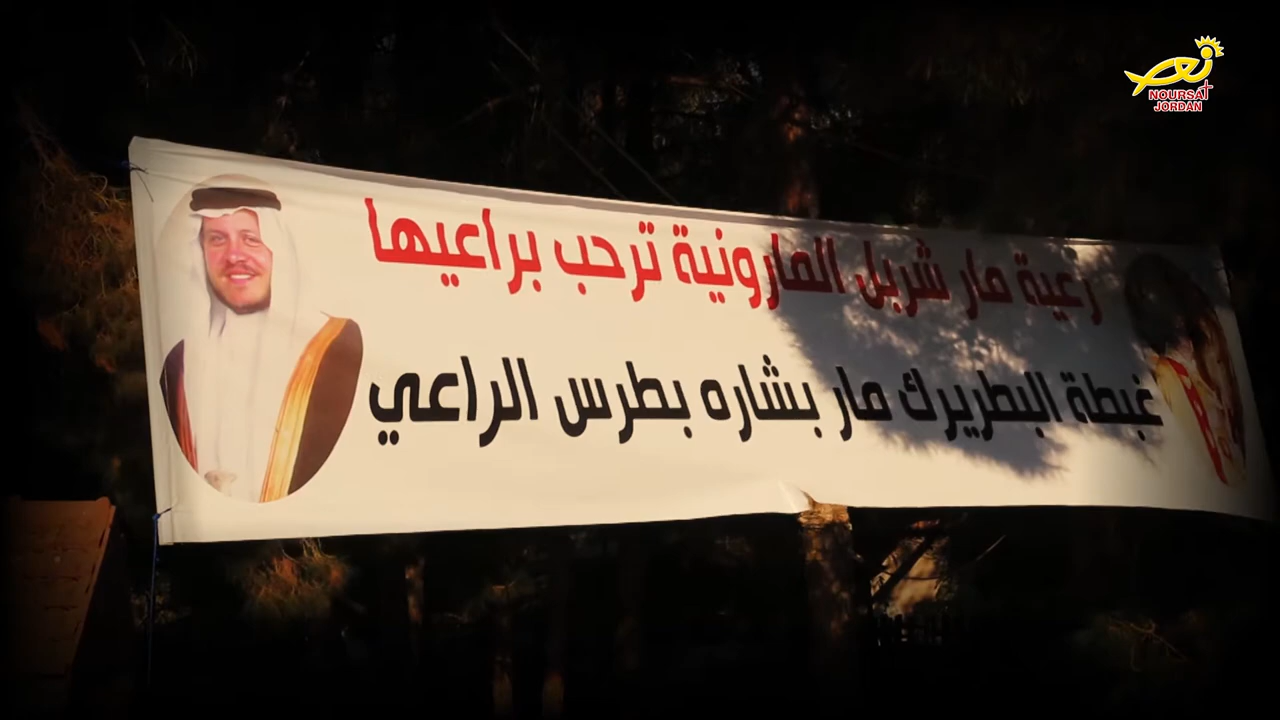 رعية مار شربل المارونية ترحب براعيها
غبطة البطريرك مار بشاره بطرس الراعي
NOURSAT
JORDAN